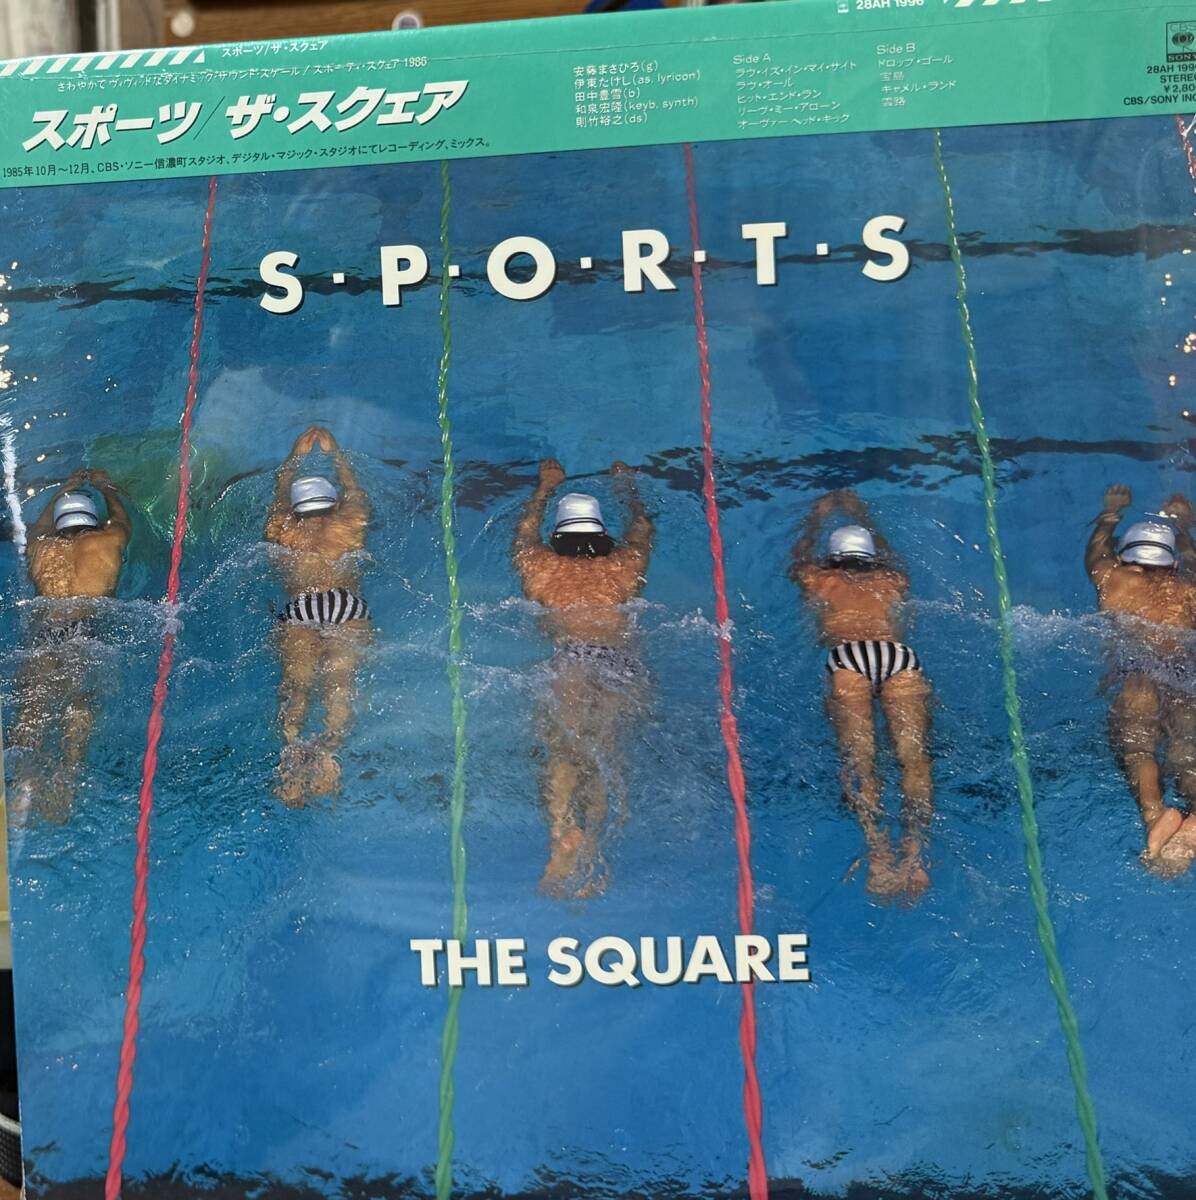 スポーツ/ザ・スクェア
さわやかでヴィヴィッドなダイナミック・サウンド・スケール/スポーティ・スクェア 1986
スポーツ/ザ・スクェア
1985年10月〜12月、CBS・ソニー信濃町スタジオ、デジタル・マジック・スタジオにてレコーディング、ミックス。
安藤まさひろ(g)
伊東たけし(as, lyricon)
田中豊雪(b)
和泉宏隆(keyb, synth)
則竹裕之(ds)
Side A
ラヴ・イズ・イン・マイ・サイト
ラヴ・オール
ヒット・エンド・ラン
リーヴ・ミー・アローン
オーヴァー・ヘッド・キック
Side B
ドロップ・ゴール
宝島
キャメル・ランド
雲路
28AH 1996
CBS
SONY
28AH 199
STEREO
¥2,80
CBS/SONY INC
S・P・O・R・T・S
THE SQUARE